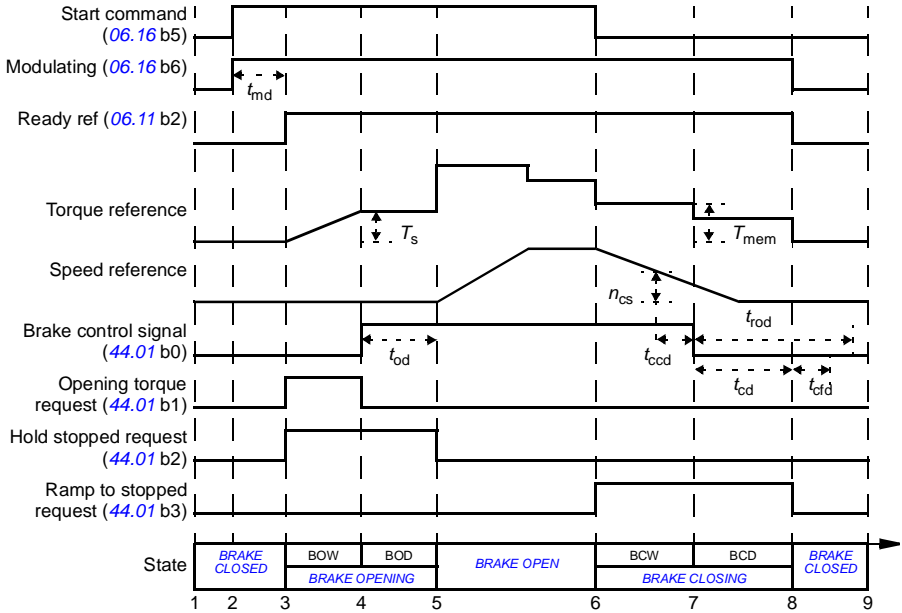 Start command
(06.16 b5)
Modulating (06.16 b6)
tmd
Ready ref (06.11 b2)
Torque reference
Ts
Tmem
Speed reference
ncs
trod
Brake control signal
(44.01 b0)
tod
tccd
tcd
tcfd
Opening torque
request (44.01 b1)
Hold stopped request
(44.01 b2)
Ramp to stopped
request (44.01 b3)
State
BRAKE
CLOSED
BOW
BOD
BRAKE OPENING
BRAKE OPEN
BCW
BCD
BRAKE CLOSING
BRAKE
CLOSED
1 2 3 4 5 6 7 8 9